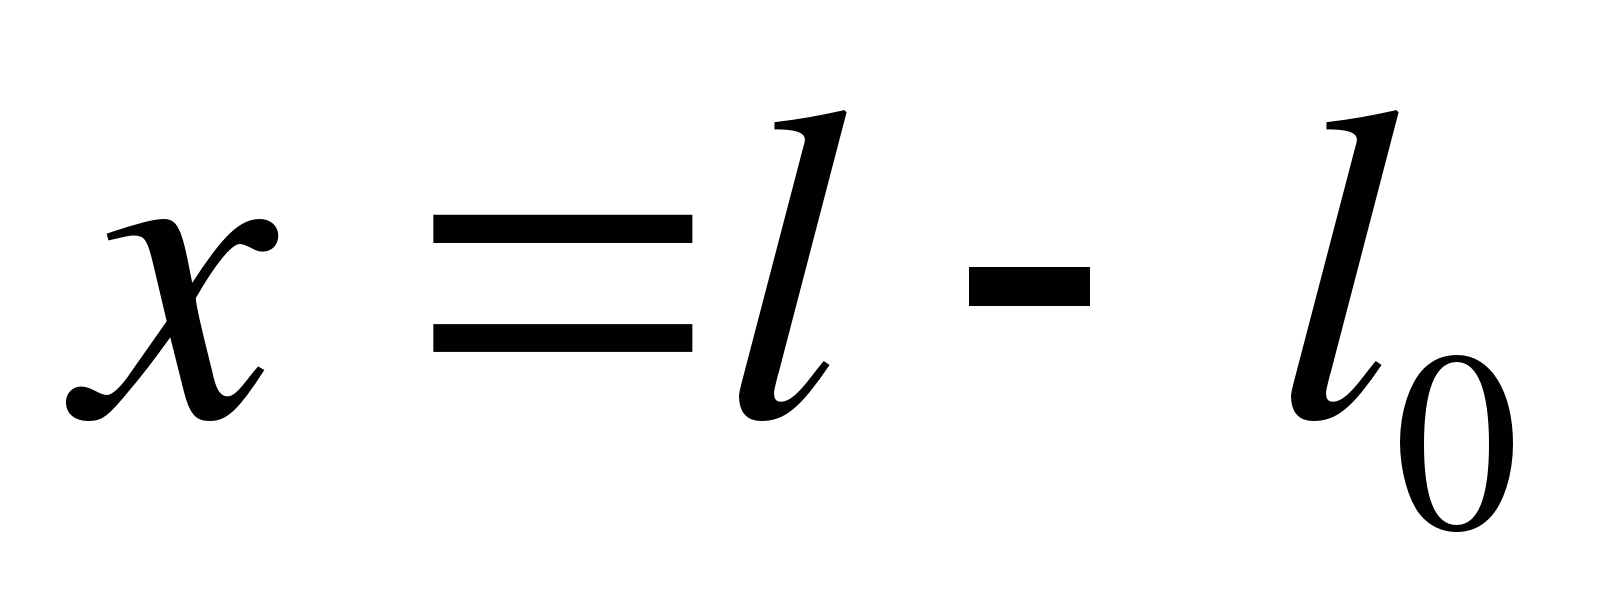 x = l - l₀